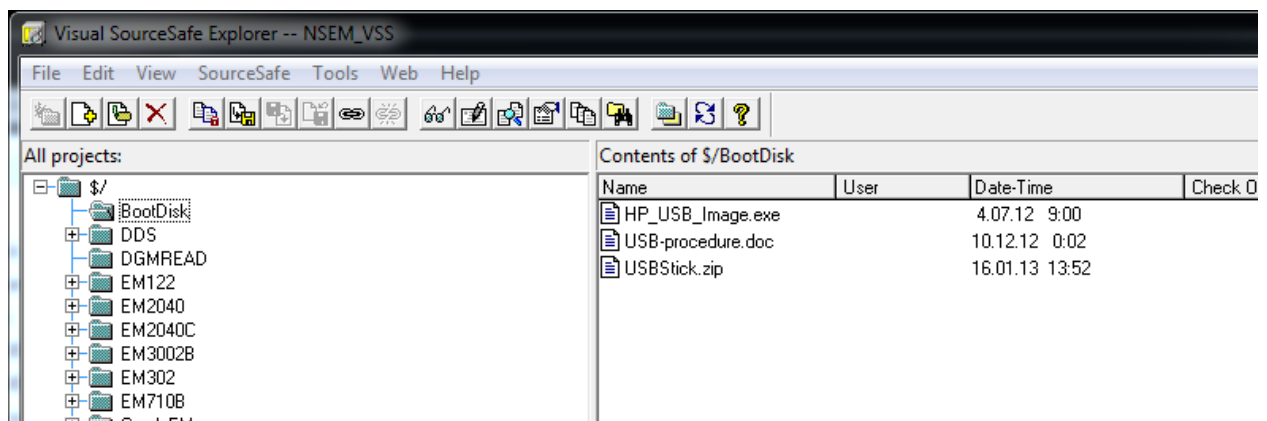 Visual SourceSafe Explorer -- NSEM_VSS
File Edit View SourceSafe Tools Web Help
All projects:
Contents of $/BootDisk
$/
BootDisk
DDS
DGMREAD
EM122
EM2040
EM2040C
EM3002B
EM302
EM710B
Name User Date-Time Check O
HP_USB_Image.exe 4.07.12 9:00
USB-procedure.doc 10.12.12 0:02
USBStick.zip 16.01.13 13:52